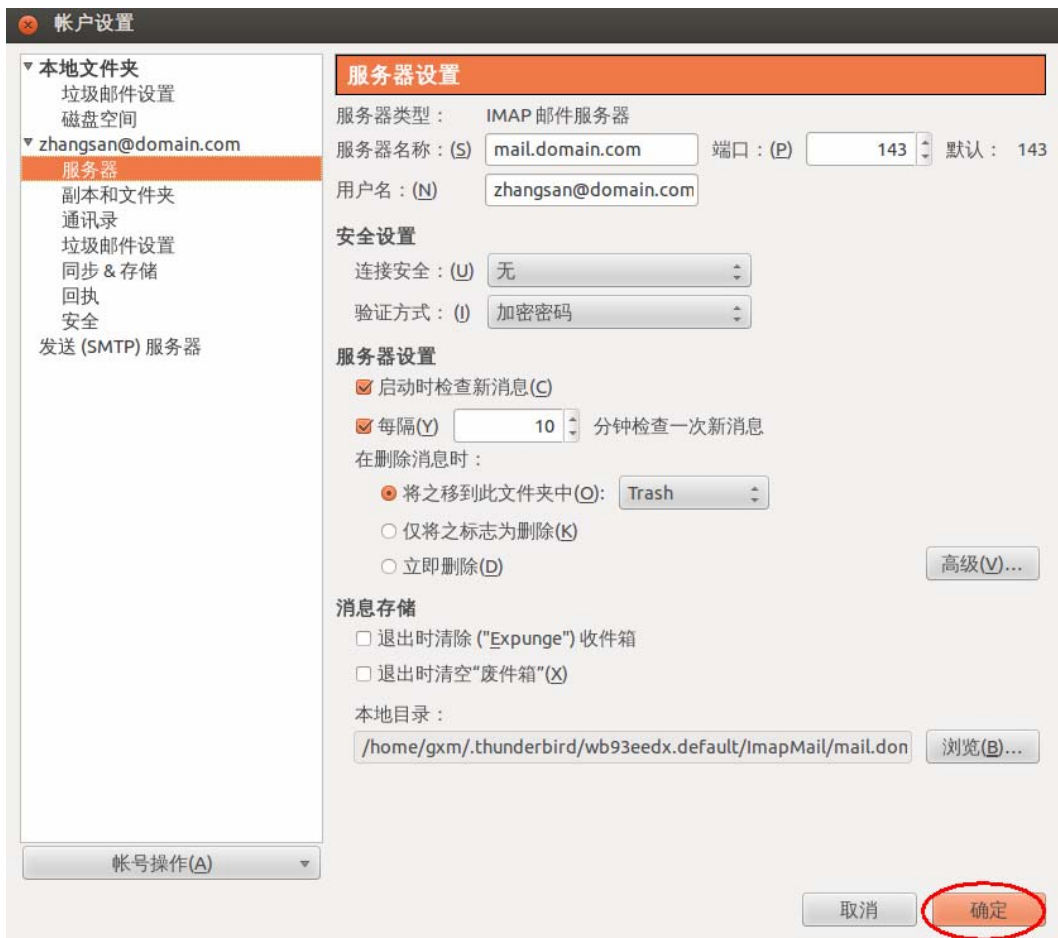 帐户设置
本地文件夹
垃圾邮件设置
磁盘空间
zhangsan@domain.com
服务器
副本和文件夹
通讯录
垃圾邮件设置
同步 & 存储
回执
安全
发送 (SMTP) 服务器
帐号操作(A)
服务器设置
服务器类型： IMAP 邮件服务器
服务器名称：(S) mail.domain.com 端口：(P) 143 默认： 143
用户名：(N) zhangsan@domain.com
安全设置
连接安全：(U) 无
验证方式：(I) 加密密码
服务器设置
启动时检查新消息(C)
每隔(Y) 10 分钟检查一次新消息
在删除消息时：
将之移到此文件夹中(O): Trash
仅将之标志为删除(K)
立即删除(D)
高级(V)...
消息存储
退出时清除 ("Expunge") 收件箱
退出时清空“废件箱”(X)
本地目录：
/home/gxm/.thunderbird/wb93eedx.default/ImapMail/mail.don 浏览(B)...
取消 确定